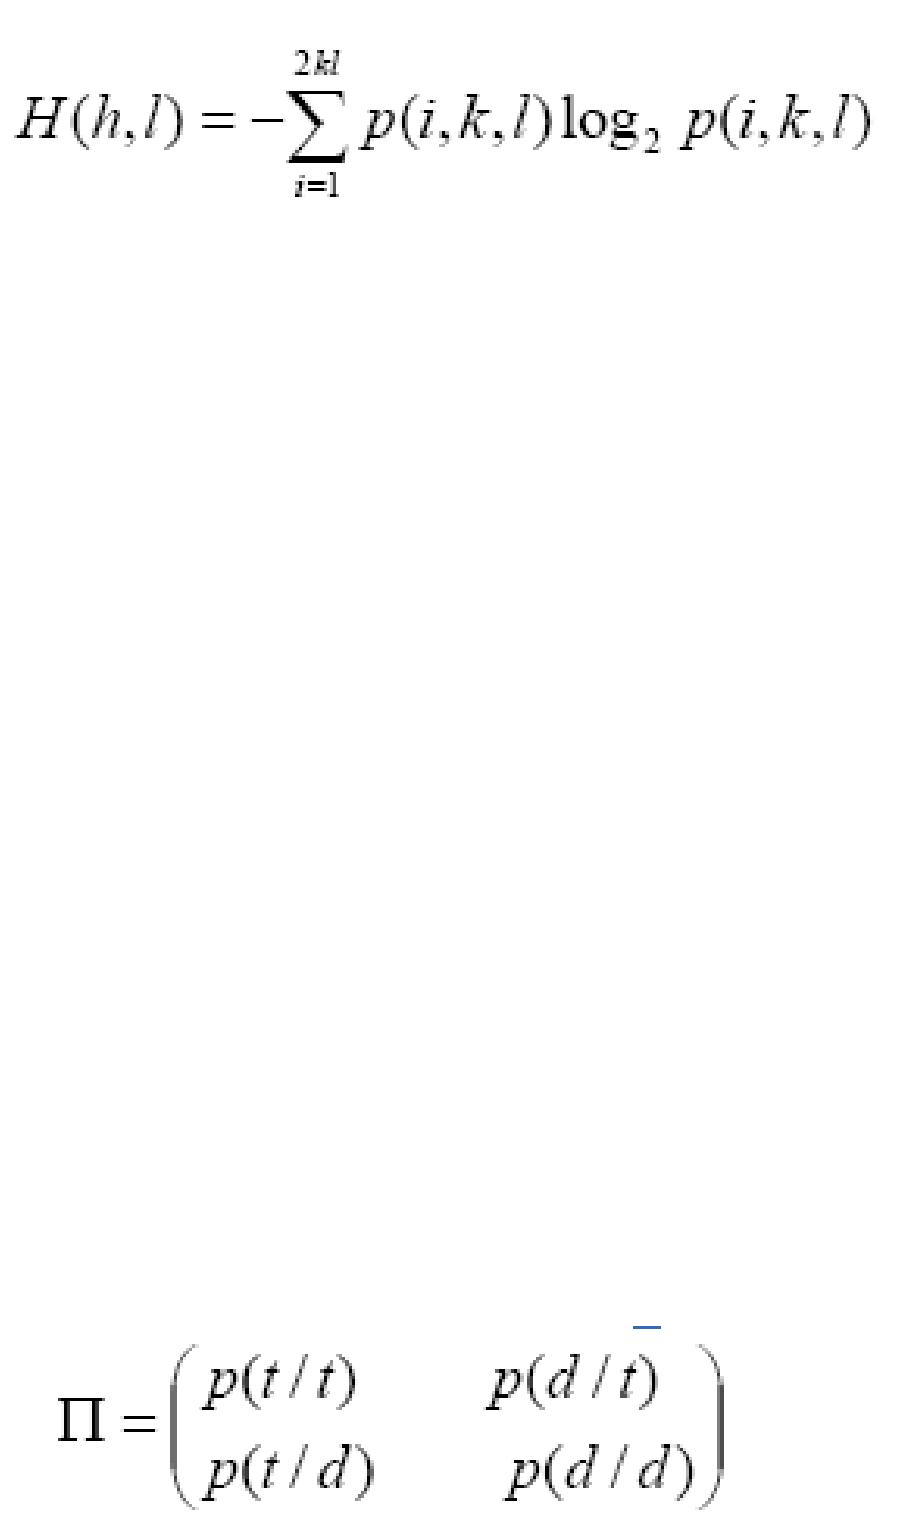 H(h,l) = −∑_{i=1}^{2kl} p(i,k,l)log₂ p(i,k,l)
Π = ( p(t/t) p(d/t)
p(t/d) p(d/d) )